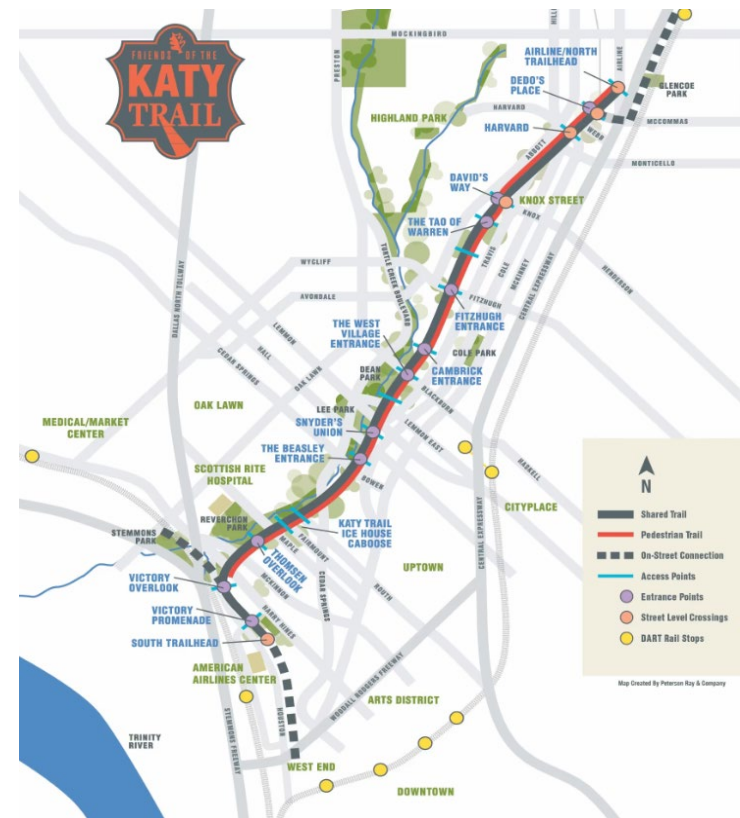 FRIENDS OF THE
KATY
TRAIL
MOCKINGBIRD
PRESTON
HILL
AIRLINE
AIRLINE/NORTH
TRAILHEAD
DEDO'S
PLACE
GLENCOE
PARK
HARVARD
HIGHLAND PARK
HARVARD
ABBOTT
MCCOMMAS
MONTICELLO
DAVID'S
WAY
KNOX STREET
KNOX
THE TAO OF
WARREN
TRAVIS
COLE
MCKINNEY
CENTRAL EXPRESSWAY
HENDERSON
WYCLIFF
AVONDALE
TURTLE CREEK BOULEVARD
DALLAS NORTH TOLLWAY
FITZHUGH
FITZHUGH
ENTRANCE
LEMMON
HALL
CEDAR SPRINGS
OAK LAWN
THE WEST
VILLAGE
ENTRANCE
COLE PARK
DEAN
PARK
CAMBRICK
ENTRANCE
BLACKBURN
LEE PARK
OAK LAWN
MEDICAL/MARKET
CENTER
SNYDER'S
UNION
LEMMON EAST
THE BEASLEY
ENTRANCE
BOWEN
HASKELL
SCOTTISH RITE
HOSPITAL
CITYPLACE
CENTRAL EXPRESSWAY
REVERCHON
PARK
KATY TRAIL
ICE HOUSE
CABOOSE
STEMMONS
PARK
MAPLE
FAIRMOUNT
THOMSEN
OVERLOOK
UPTOWN
VICTORY
OVERLOOK
MCKINNON
CEDAR SPRINGS
ROUTH
VICTORY
PROMENADE
HARRY HINES
SOUTH TRAILHEAD
AMERICAN
AIRLINES CENTER
STEMMONS FREEWAY
HOUSTON
WOODALL RODGERS FREEWAY
ARTS DISTRICT
TRINITY
RIVER
WEST END
DOWNTOWN
N
Shared Trail
Pedestrian Trail
On-Street Connection
Access Points
Entrance Points
Street Level Crossings
DART Rail Stops
Map Created By Peterson Ray & Company